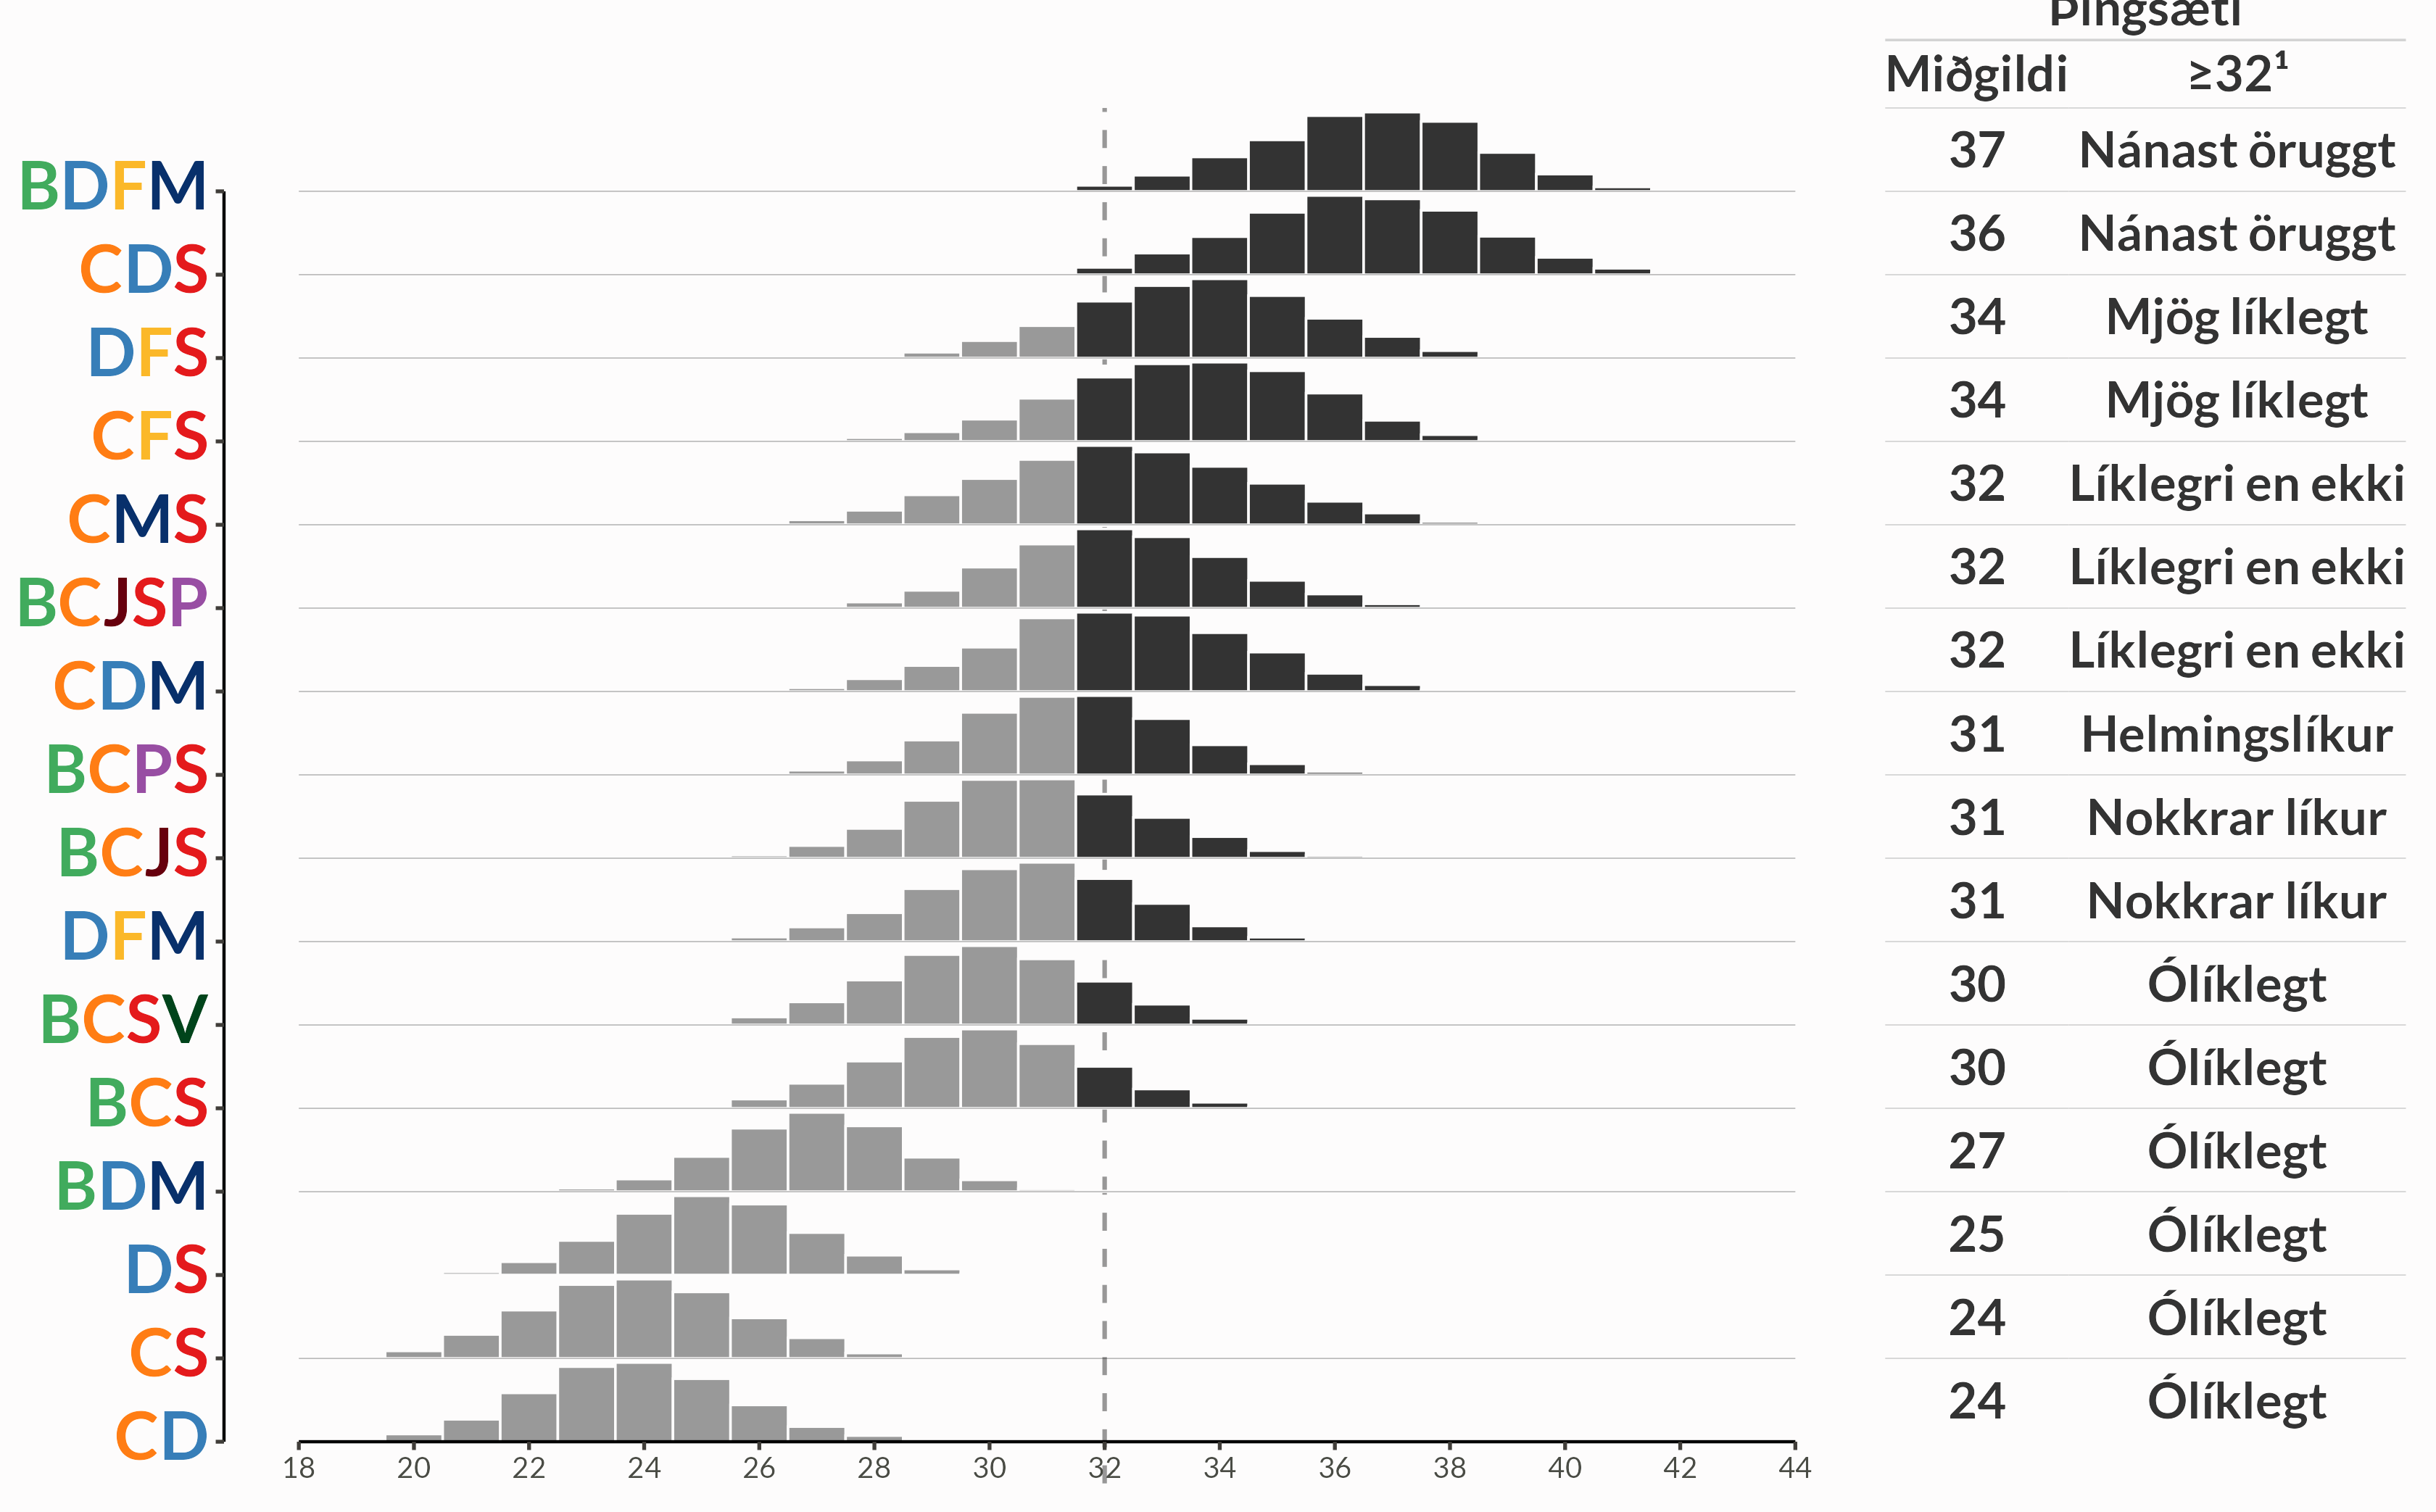 Þingsæti
Miðgildi ≥32¹
BDFM 37 Nánast öruggt
CDS 36 Nánast öruggt
DFS 34 Mjög líklegt
CFS 34 Mjög líklegt
CMS 32 Líklegri en ekki
BCJSP 32 Líklegri en ekki
CDM 32 Líklegri en ekki
BCPS 31 Helmingslíkur
BCJS 31 Nokkrar líkur
DFM 31 Nokkrar líkur
BCSV 30 Ólíklegt
BCS 30 Ólíklegt
BDM 27 Ólíklegt
DS 25 Ólíklegt
CS 24 Ólíklegt
CD 24 Ólíklegt
18 20 22 24 26 28 30 32 34 36 38 40 42 44